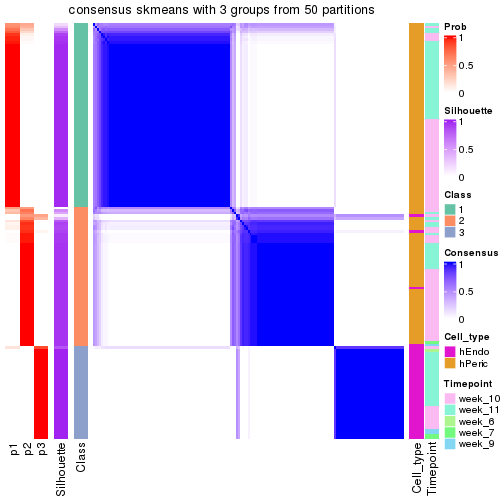 consensus skmeans with 3 groups from 50 partitions
p1
p2
p3
Silhouette
Class
Cell_type
Timepoint
Prob
1
0.5
0
Silhouette
1
0.5
0
Class
1
2
3
Consensus
1
0.5
0
Cell_type
hEndo
hPeric
Timepoint
week_10
week_11
week_6
week_7
week_9